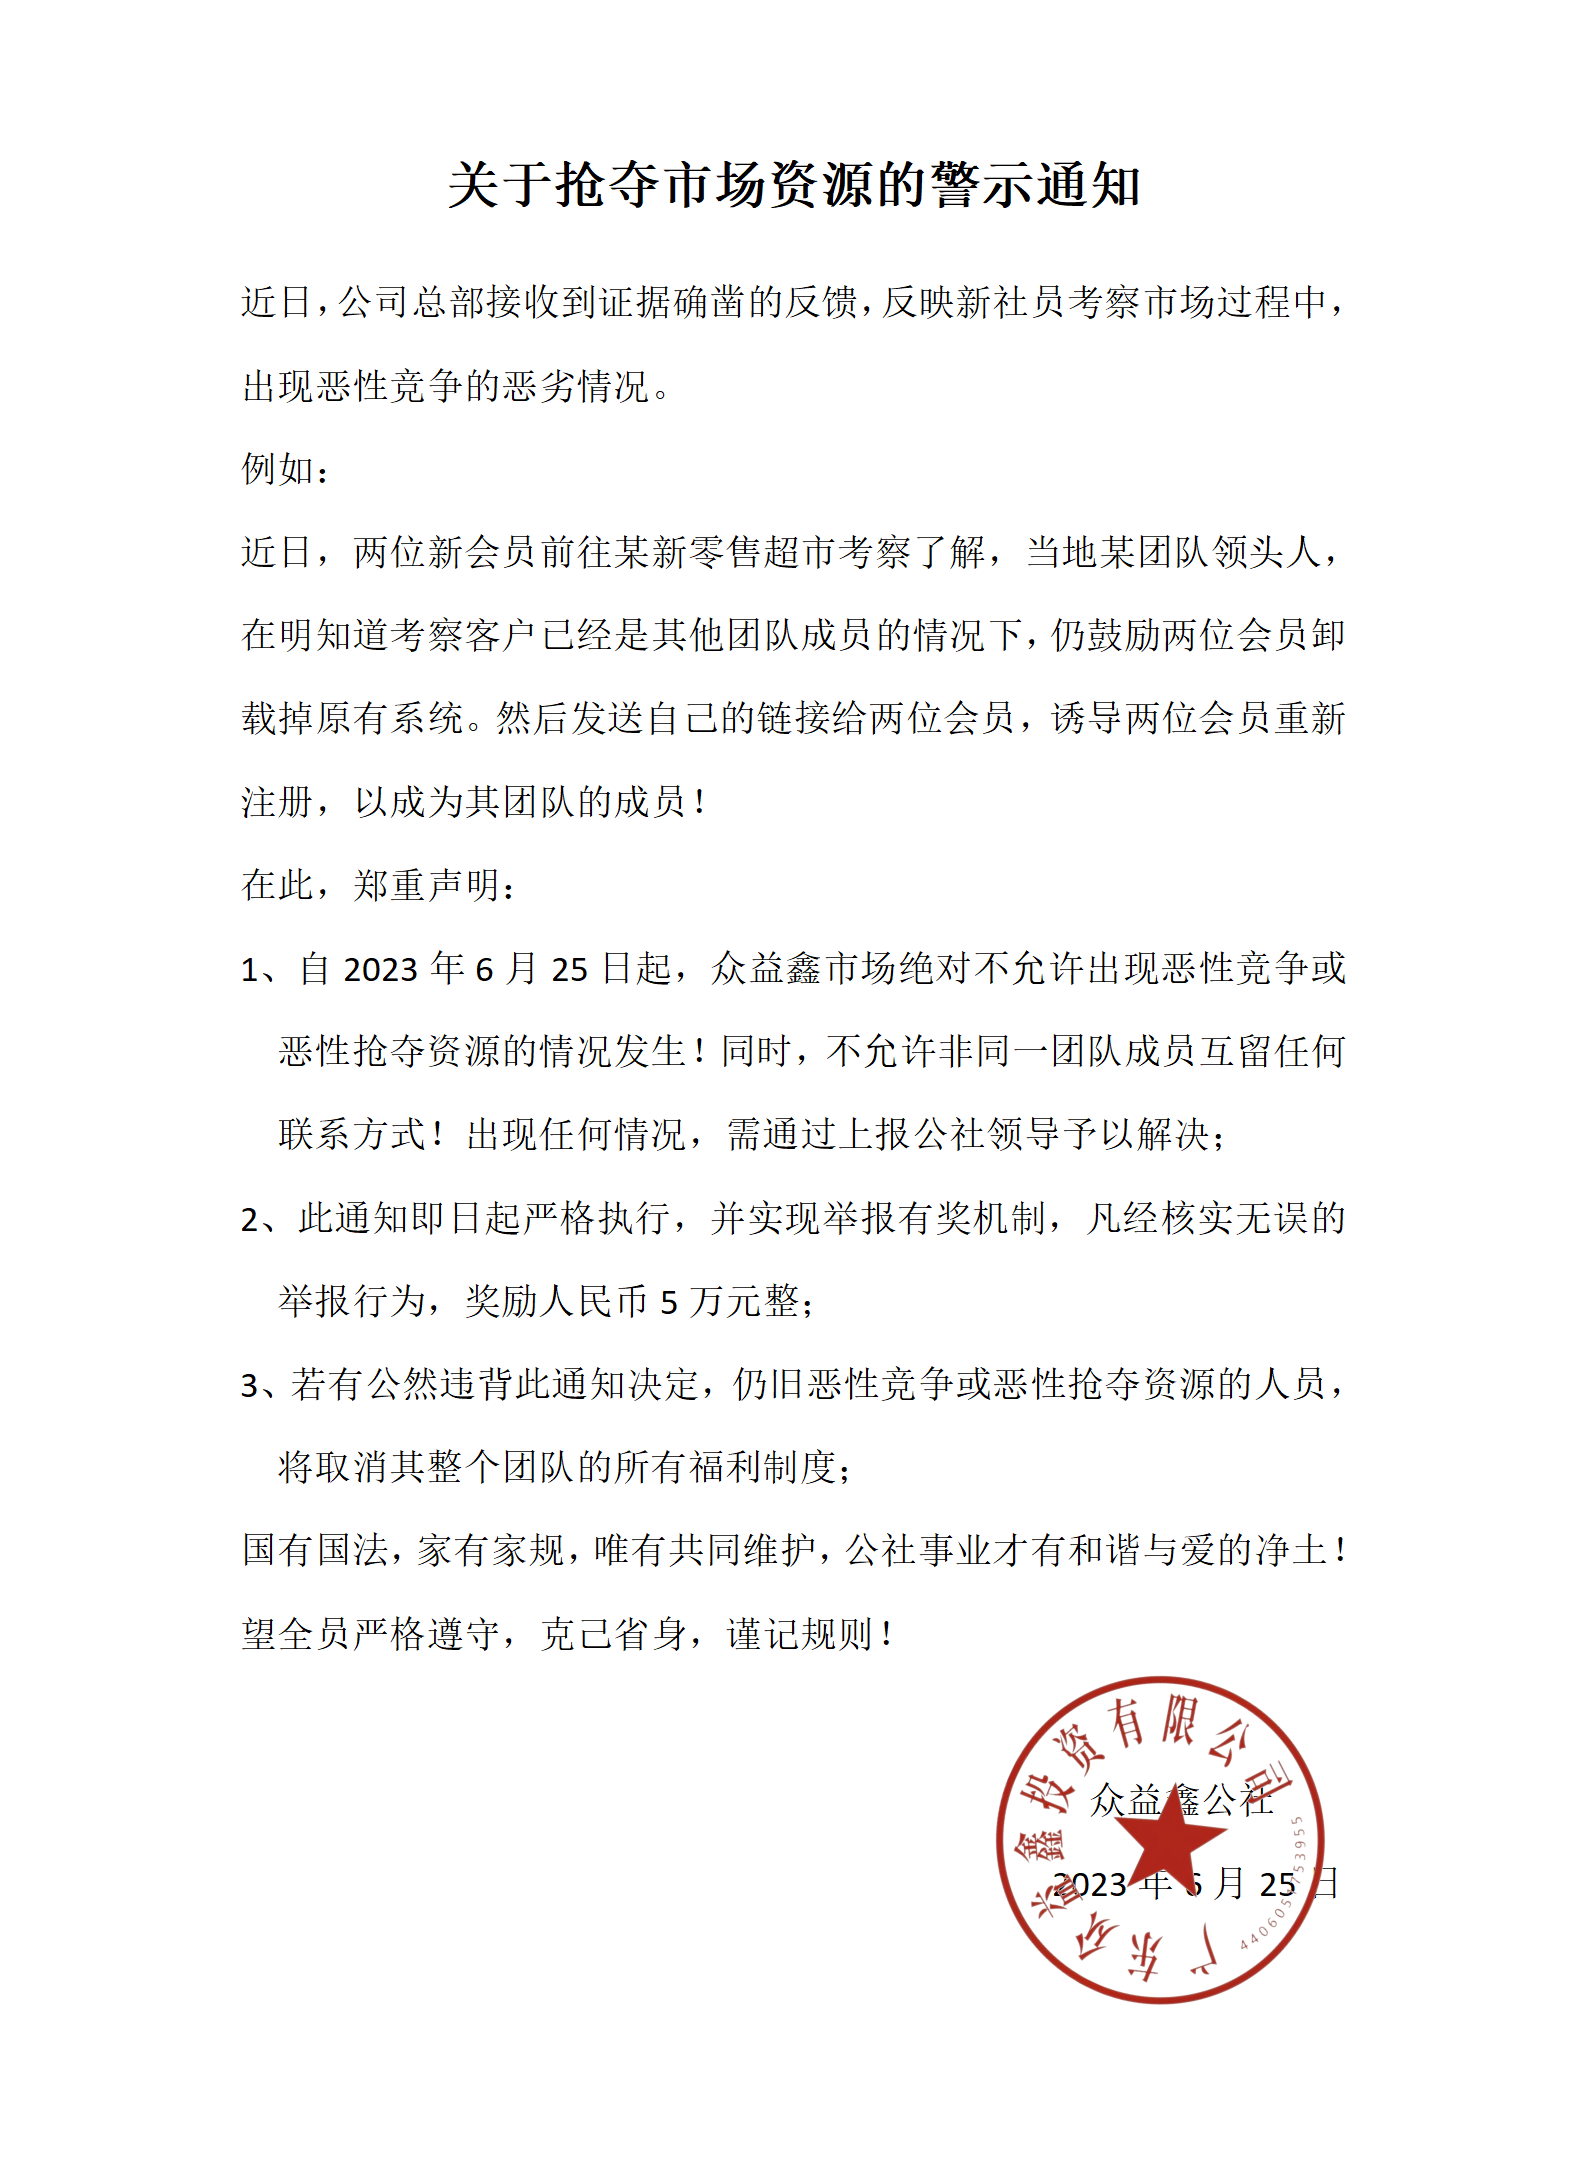 关于抢夺市场资源的警示通知
近日，公司总部接收到证据确凿的反馈，反映新社员考察市场过程中，
出现恶性竞争的恶劣情况。
例如：
近日，两位新会员前往某新零售超市考察了解，当地某团队领头人，
在明知道考察客户已经是其他团队成员的情况下，仍鼓励两位会员卸
载掉原有系统。然后发送自己的链接给两位会员，诱导两位会员重新
注册，以成为其团队的成员！
在此，郑重声明：
1、自 2023 年 6 月 25 日起，众益鑫市场绝对不允许出现恶性竞争或
恶性抢夺资源的情况发生！同时，不允许非同一团队成员互留任何
联系方式！出现任何情况，需通过上报公社领导予以解决；
2、此通知即日起严格执行，并实现举报有奖机制，凡经核实无误的
举报行为，奖励人民币 5 万元整；
3、若有公然违背此通知决定，仍旧恶性竞争或恶性抢夺资源的人员，
将取消其整个团队的所有福利制度；
国有国法，家有家规，唯有共同维护，公社事业才有和谐与爱的净土！
望全员严格遵守，克己省身，谨记规则！
众益鑫公社
2023 年 6 月 25 日
广东众益鑫投资有限公司